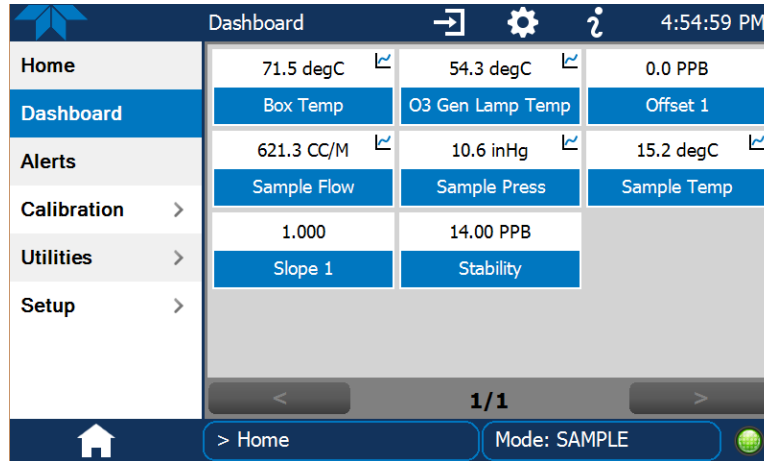 Dashboard 4:54:59 PM
Home
Dashboard
Alerts
Calibration >
Utilities >
Setup >
71.5 degC 54.3 degC 0.0 PPB
Box Temp O3 Gen Lamp Temp Offset 1
621.3 CC/M 10.6 inHg 15.2 degC
Sample Flow Sample Press Sample Temp
1.000 14.00 PPB
Slope 1 Stability
< 1/1 >
> Home Mode: SAMPLE